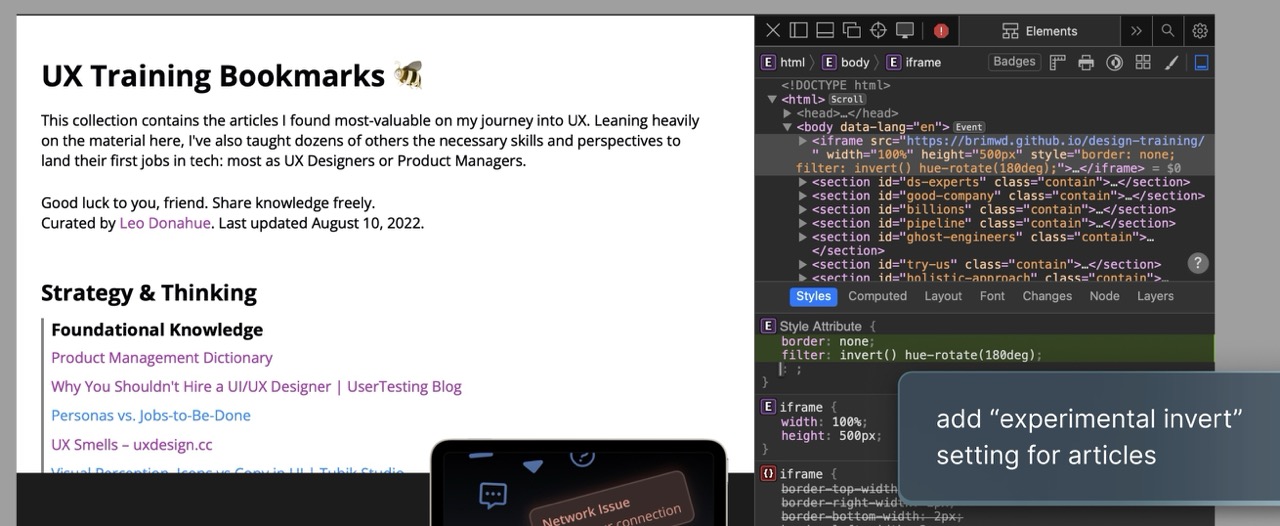 UX Training Bookmarks 🐝
This collection contains the articles I found most-valuable on my journey into UX. Leaning heavily
on the material here, I've also taught dozens of others the necessary skills and perspectives to
land their first jobs in tech: most as UX Designers or Product Managers.
Good luck to you, friend. Share knowledge freely.
Curated by Leo Donahue. Last updated August 10, 2022.
Strategy & Thinking
Foundational Knowledge
Product Management Dictionary
Why You Shouldn't Hire a UI/UX Designer | UserTesting Blog
Personas vs. Jobs-to-Be-Done
UX Smells – uxdesign.cc
Visual Perception, Icons vs Copy in UI | Tubik Studio
Network Issue
connection
Elements
E html E body E iframe
Badges
<!DOCTYPE html>
<html> Scroll
<head>…</head>
<body data-lang="en"> Event
<iframe src="https://brimwd.github.io/design-training/
" width="100%" height="500px" style="border: none;
filter: invert() hue-rotate(180deg);">…</iframe> = $0
<section id="ds-experts" class="contain">…</section>
<section id="good-company" class="contain">…</section>
<section id="billions" class="contain">…</section>
<section id="pipeline" class="contain">…</section>
<section id="ghost-engineers" class="contain">…
</section>
<section id="try-us" class="contain">…</section>
<section id="holistic-approach" class="contain">…
?
Styles Computed Layout Font Changes Node Layers
E Style Attribute {
border: none;
filter: invert() hue-rotate(180deg);
: ;
}
E iframe {
width: 100%;
height: 500px;
}
{} iframe {
border-top-width
border-right-width: 2px;
border-bottom-width: 2px;
add “experimental invert”
setting for articles